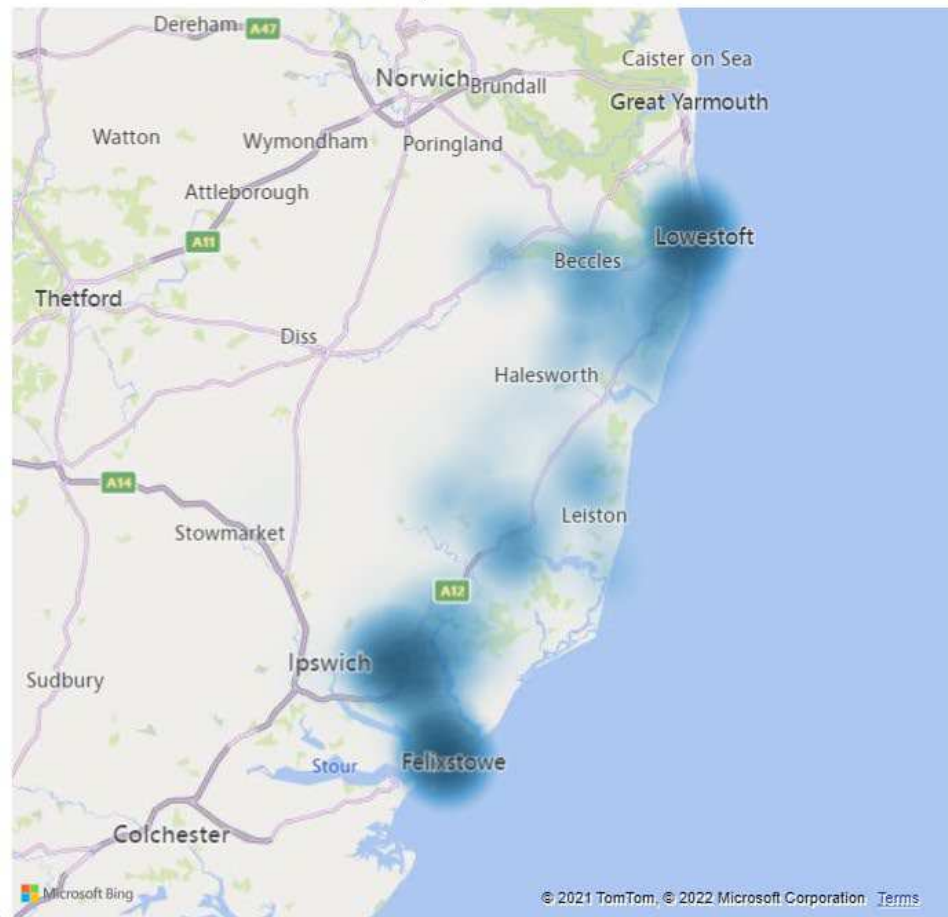 Dereham
A47
Caister on Sea
Norwich
Brundall
Great Yarmouth
Watton
Wymondham
Poringland
Attleborough
A11
Lowestoft
Beccles
Thetford
Diss
Halesworth
A14
Leiston
Stowmarket
A12
Ipswich
Sudbury
Felixstowe
Stour
Colchester
Microsoft Bing
© 2021 TomTom, © 2022 Microsoft Corporation Terms